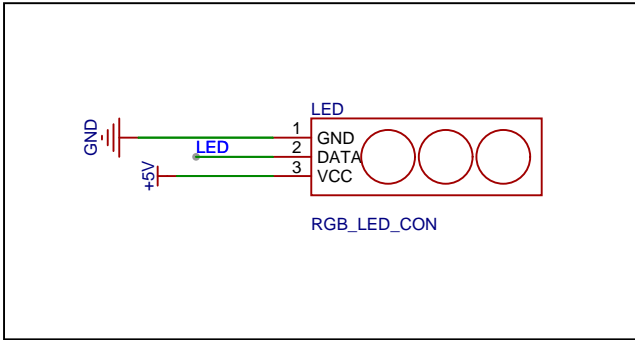 LED
1 GND
GND
LED
2 DATA
3 VCC
+5V
RGB_LED_CON